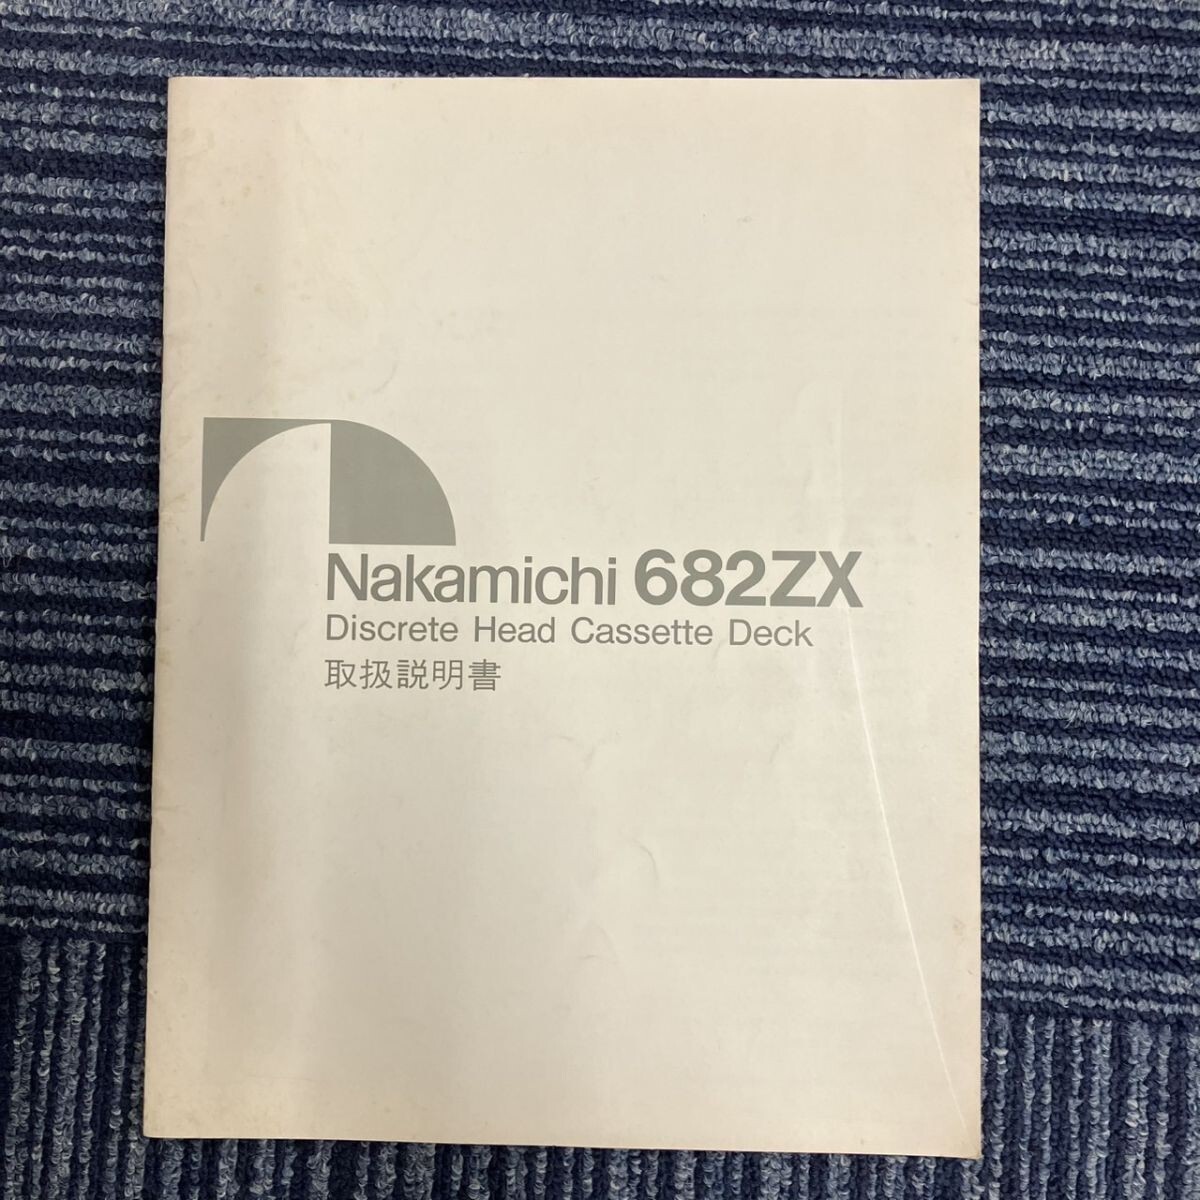 Nakamichi 682ZX
Discrete Head Cassette Deck
取扱説明書